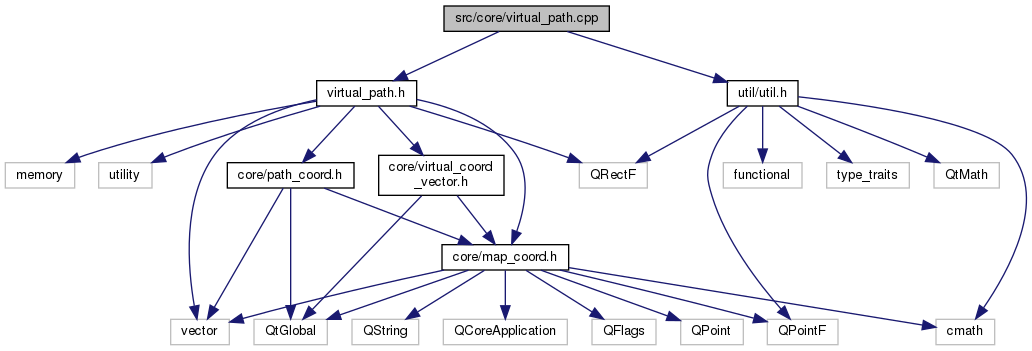 src/core/virtual_path.cpp
virtual_path.h
util/util.h
memory
utility
core/path_coord.h
core/virtual_coord
_vector.h
QRectF
functional
type_traits
QtMath
core/map_coord.h
vector
QtGlobal
QString
QCoreApplication
QFlags
QPoint
QPointF
cmath